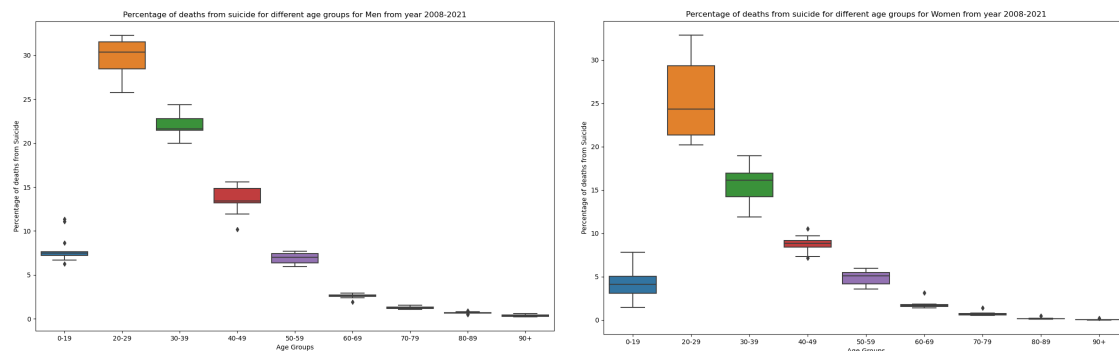 Percentage of deaths from suicide for different age groups for Men from year 2008-2021
Percentage of deaths from Suicide
30
25
20
15
10
5
0
0-19 20-29 30-39 40-49 50-59 60-69 70-79 80-89 90+
Age Groups
Percentage of deaths from suicide for different age groups for Women from year 2008-2021
Percentage of deaths from Suicide
30
25
20
15
10
5
0
0-19 20-29 30-39 40-49 50-59 60-69 70-79 80-89 90+
Age Groups